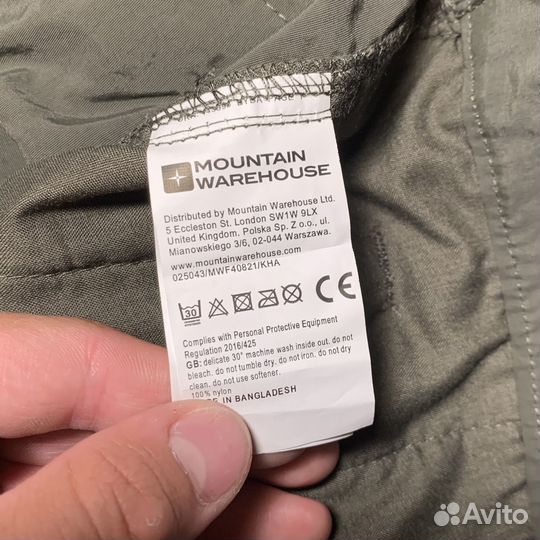 MOUNTAIN
WAREHOUSE
Distributed by Mountain Warehouse Ltd.
5 Eccleston St. London SW1W 9LX
United Kingdom. Polska Sp. Z o.o., ul.
Mianowskiego 3/6, 02-044 Warszawa.
www.mountainwarehouse.com
025043/MWF40821/KHA
30
CE
Complies with Personal Protective Equipment
Regulation 2016/425
GB: delicate 30° machine wash inside out. do not
bleach. do not tumble dry. do not iron. do not dry
clean. do not use softener.
100% nylon
IN BANGLADESH
Avito